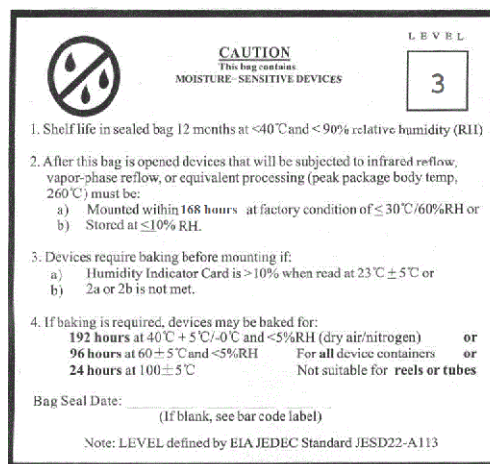 LEVEL
CAUTION
This bag contains
MOISTURE-SENSITIVE DEVICES
3
1. Shelf life in sealed bag 12 months at <40℃ and < 90% relative humidity (RH)
2. After this bag is opened devices that will be subjected to infrared reflow,
vapor-phase reflow, or equivalent processing (peak package body temp,
260℃) must be:
a) Mounted within 168 hours at factory condition of ≤ 30℃/60%RH or
b) Stored at ≤10% RH.
3. Devices require baking before mounting if:
a) Humidity Indicator Card is >10% when read at 23℃±5℃ or
b) 2a or 2b is not met.
4. If baking is required, devices may be baked for:
192 hours at 40℃ + 5℃/-0℃ and <5%RH (dry air/nitrogen) or
96 hours at 60±5℃ and <5%RH For all device containers or
24 hours at 100±5℃ Not suitable for reels or tubes
Bag Seal Date:
(If blank, see bar code label)
Note: LEVEL defined by EIA JEDEC Standard JESD22-A113